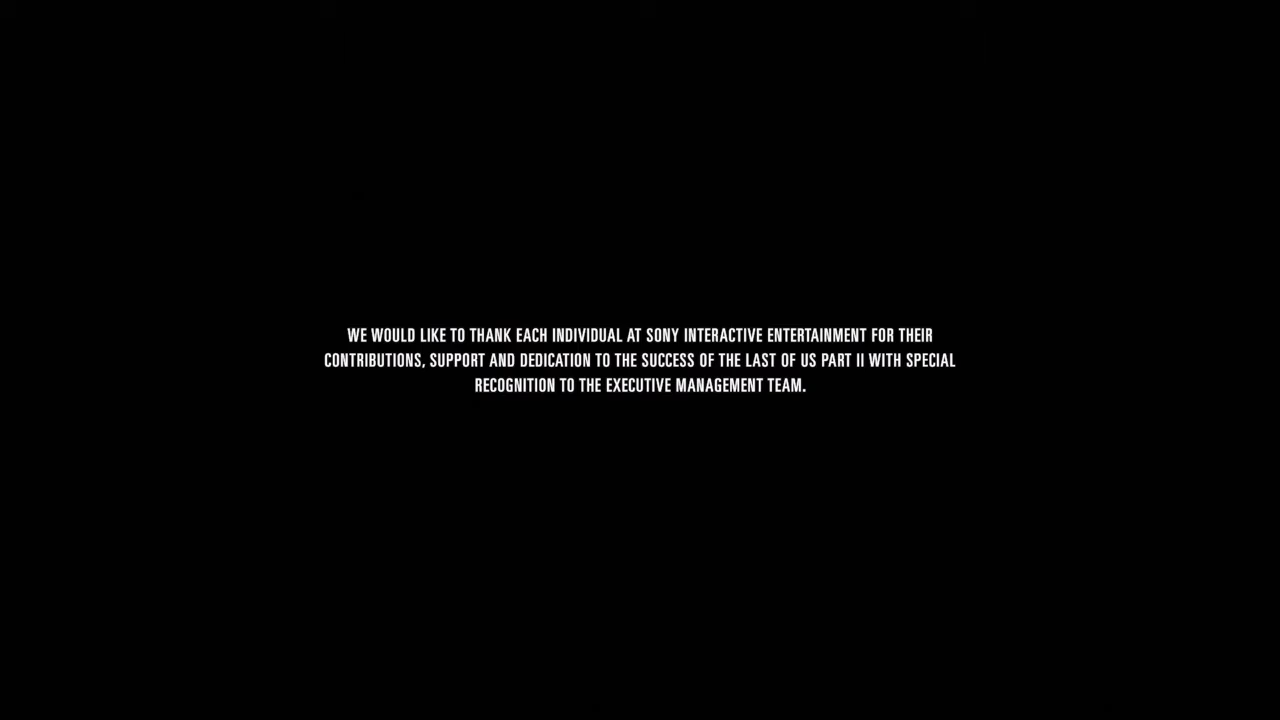 WE WOULD LIKE TO THANK EACH INDIVIDUAL AT SONY INTERACTIVE ENTERTAINMENT FOR THEIR
CONTRIBUTIONS, SUPPORT AND DEDICATION TO THE SUCCESS OF THE LAST OF US PART II WITH SPECIAL
RECOGNITION TO THE EXECUTIVE MANAGEMENT TEAM.